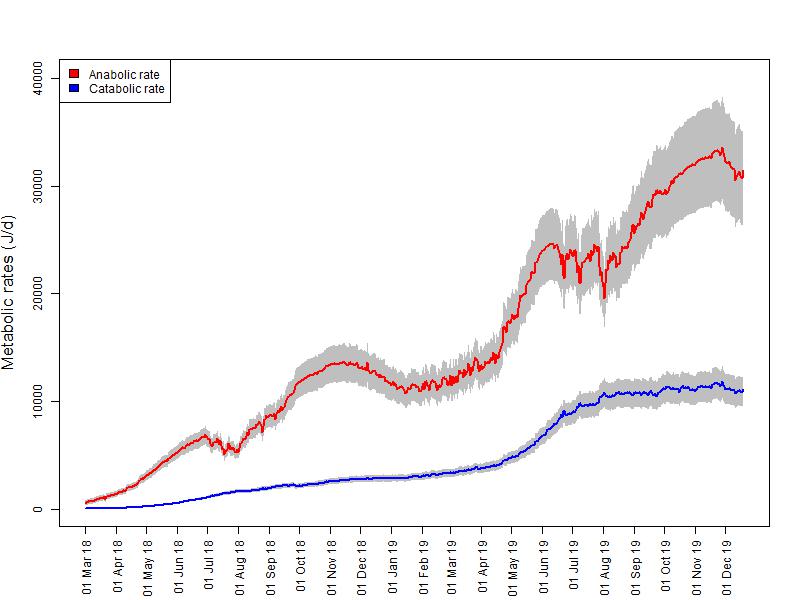 Anabolic rate
Catabolic rate
Metabolic rates (J/d)
40000
30000
20000
10000
0
01 Mar 18
01 Apr 18
01 May 18
01 Jun 18
01 Jul 18
01 Aug 18
01 Sep 18
01 Oct 18
01 Nov 18
01 Dec 18
01 Jan 19
01 Feb 19
01 Mar 19
01 Apr 19
01 May 19
01 Jun 19
01 Jul 19
01 Aug 19
01 Sep 19
01 Oct 19
01 Nov 19
01 Dec 19